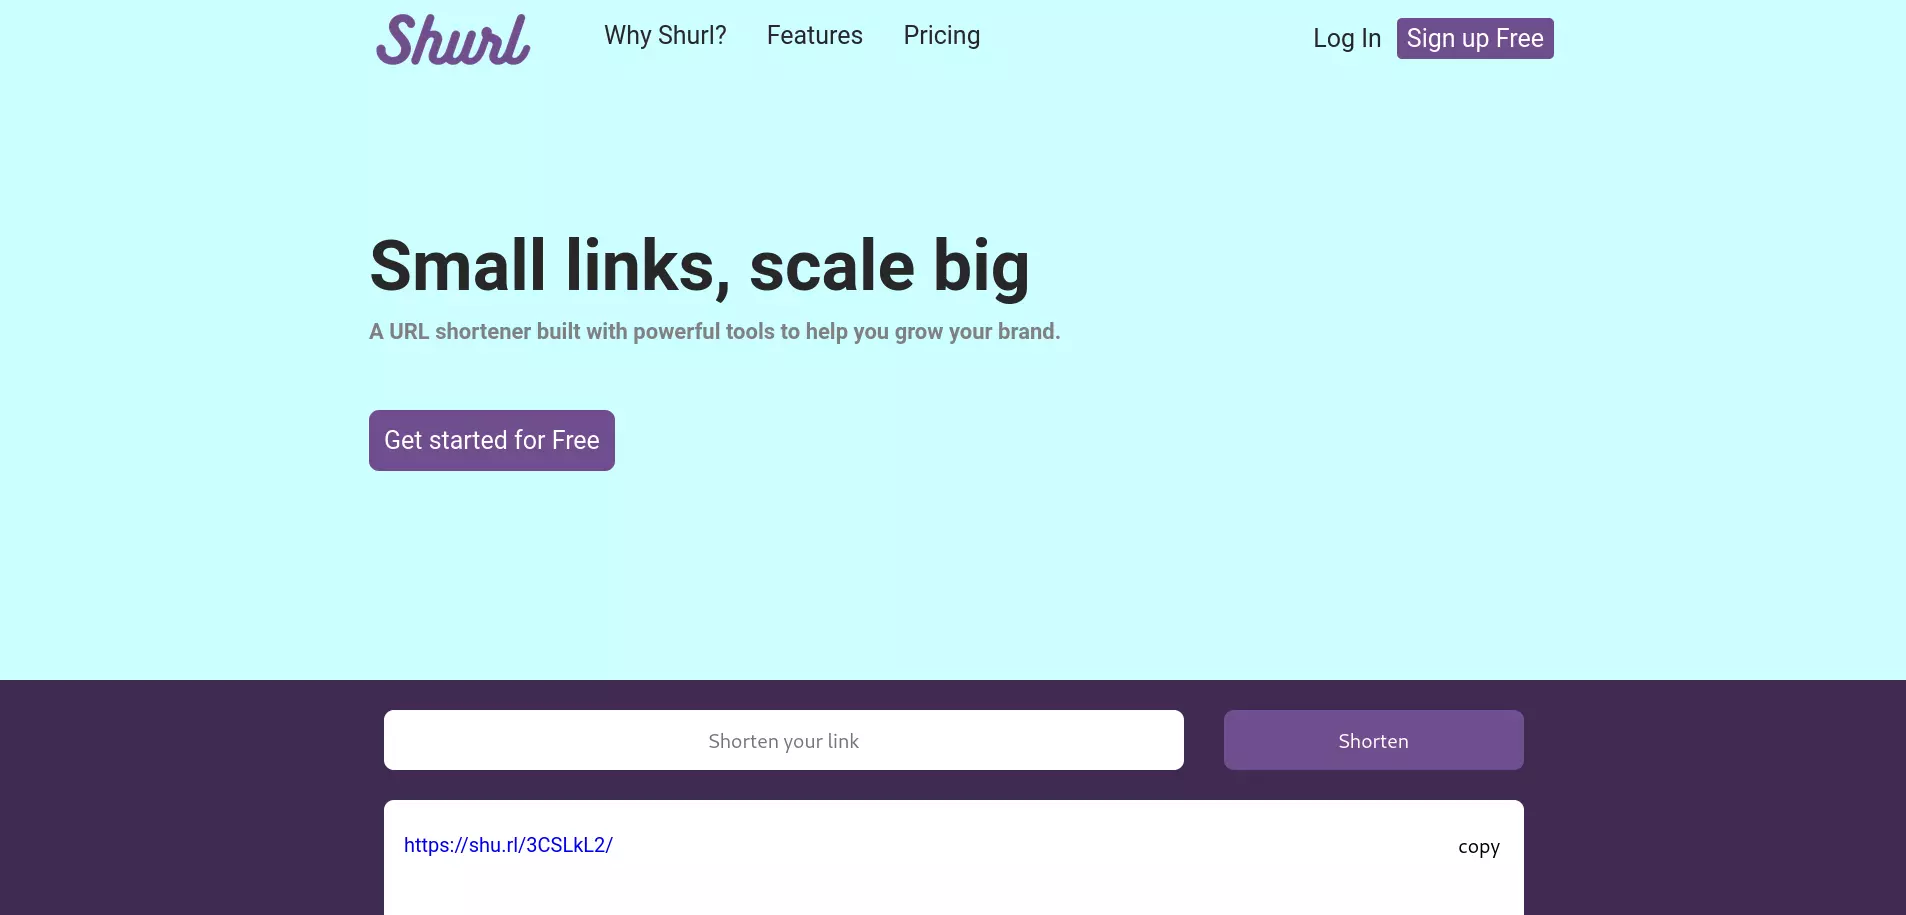 Shurl
Why Shurl? Features Pricing
Log In Sign up Free
Small links, scale big
A URL shortener built with powerful tools to help you grow your brand.
Get started for Free
Shorten your link
Shorten
https://shu.rl/3CSLkL2/
copy